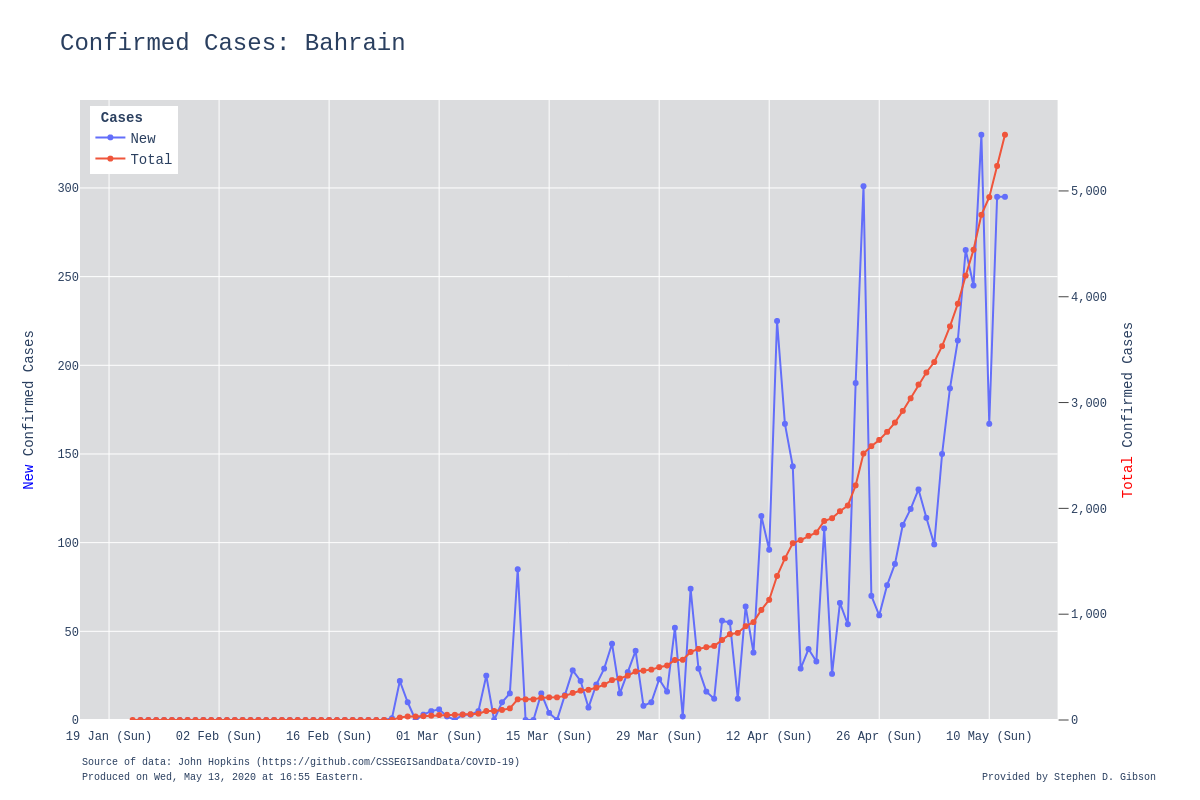 Confirmed Cases: Bahrain
Cases
New
Total
300
250
200
150
100
50
0
New Confirmed Cases
5,000
4,000
3,000
2,000
1,000
0
Total Confirmed Cases
19 Jan (Sun) 02 Feb (Sun) 16 Feb (Sun) 01 Mar (Sun) 15 Mar (Sun) 29 Mar (Sun) 12 Apr (Sun) 26 Apr (Sun) 10 May (Sun)
Source of data: John Hopkins (https://github.com/CSSEGISandData/COVID-19)
Produced on Wed, May 13, 2020 at 16:55 Eastern.
Provided by Stephen D. Gibson